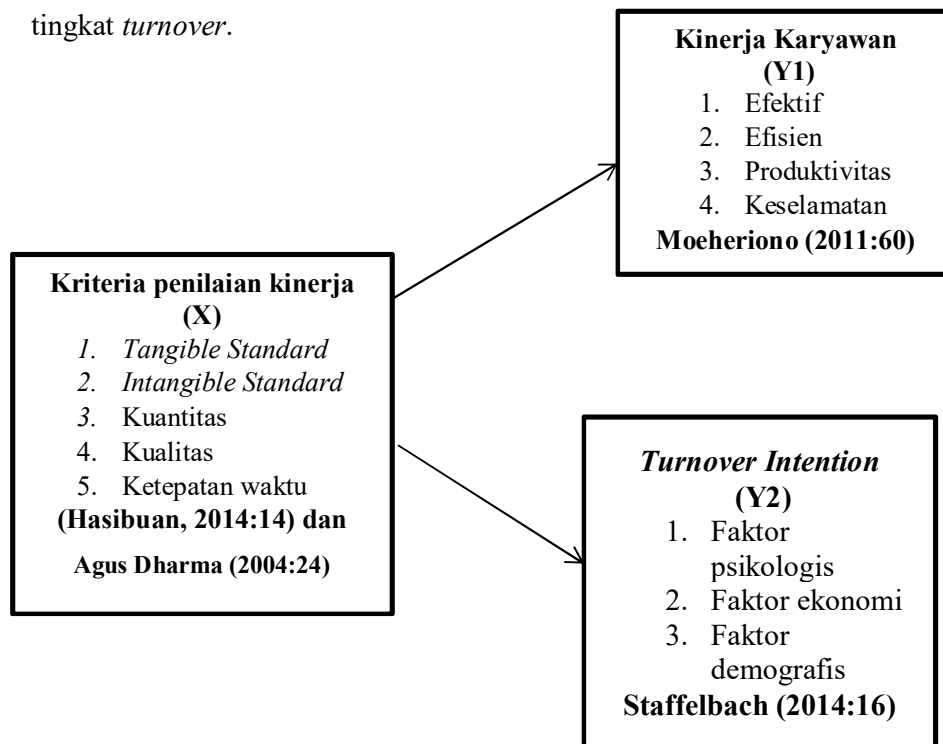 tingkat turnover.
Kinerja Karyawan
(Y1)
1. Efektif
2. Efisien
3. Produktivitas
4. Keselamatan
Moeheriono (2011:60)
Kriteria penilaian kinerja
(X)
1. Tangible Standard
2. Intangible Standard
3. Kuantitas
4. Kualitas
5. Ketepatan waktu
(Hasibuan, 2014:14) dan
Agus Dharma (2004:24)
Turnover Intention
(Y2)
1. Faktor
psikologis
2. Faktor ekonomi
3. Faktor
demografis
Staffelbach (2014:16)